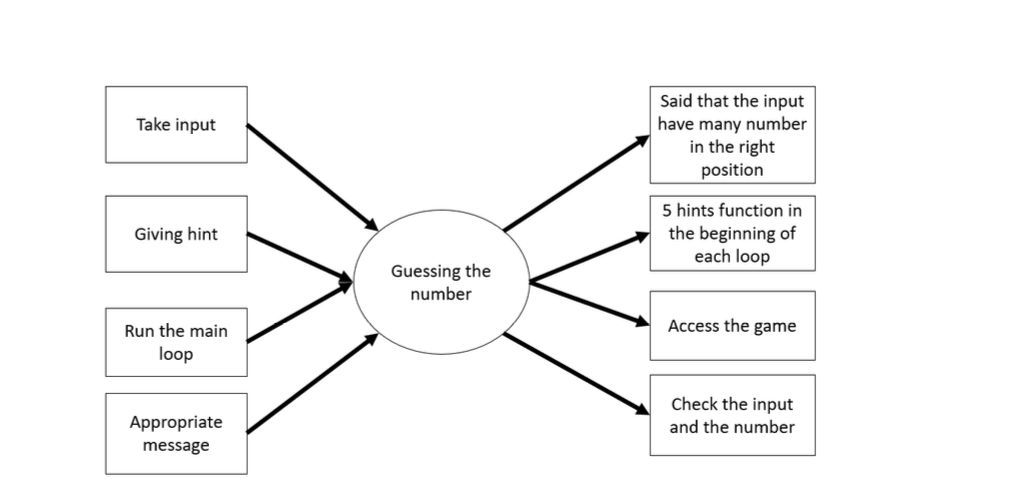 Take input
Giving hint
Run the main
loop
Appropriate
message
Guessing the
number
Said that the input
have many number
in the right
position
5 hints function in
the beginning of
each loop
Access the game
Check the input
and the number